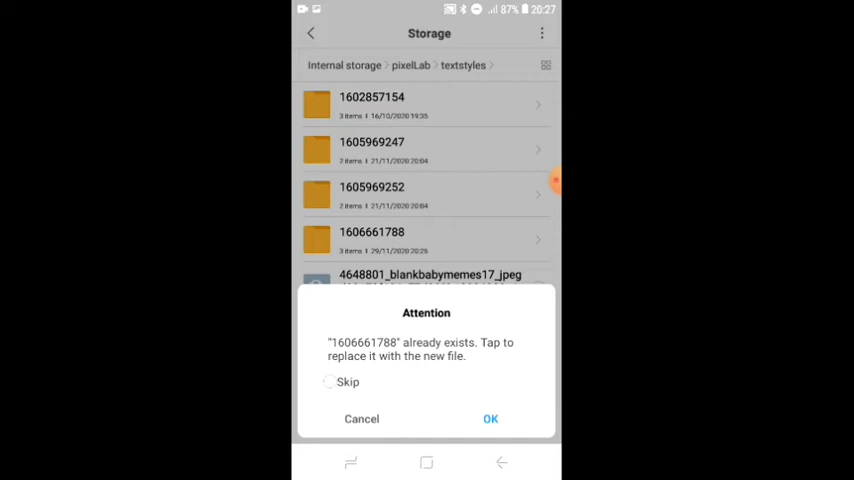 87% 20:27
Storage
Internal storage > pixelLab > textstyles >
1602857154
3 items I 16/10/2020 19:35
1605969247
2 items I 21/11/2020 20:04
1605969252
2 items I 21/11/2020 20:04
1606661788
3 items I 29/11/2020 20:26
4648801_blankbabymemes17_jpeg
Attention
"1606661788" already exists. Tap to
replace it with the new file.
Skip
Cancel OK